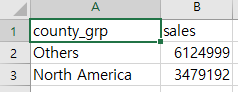 A B
1 county_grp sales
2 Others 6124999
3 North America 3479192